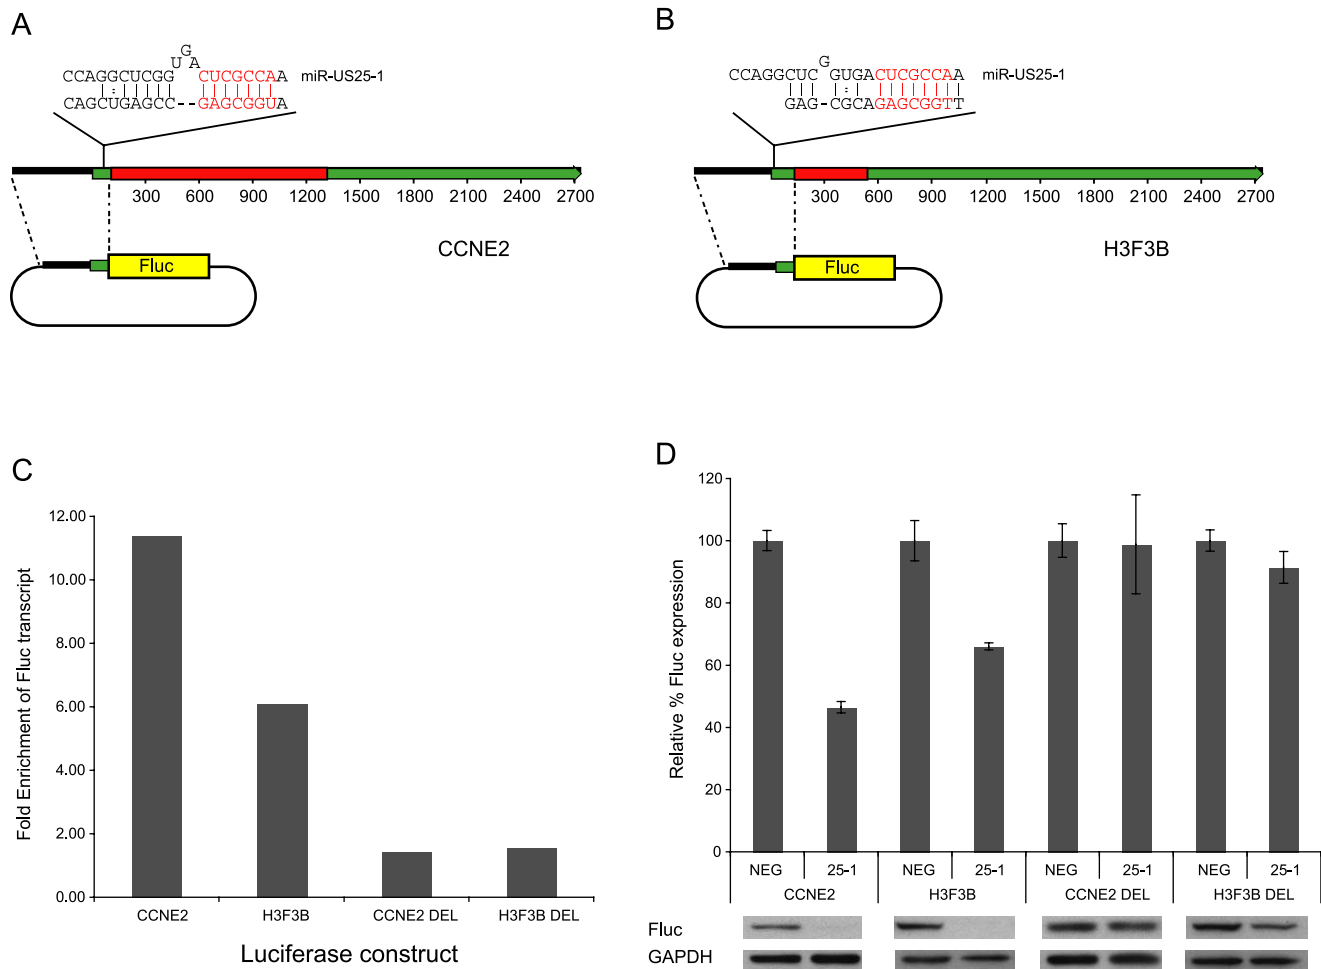 A
U
G
A
CCAGGCUCGG CUCGCCAA miR-US25-1
CAGCUGAGCC--GAGCGGUA
300 600 900 1200 1500 1800 2100 2400 2700
CCNE2
Fluc
B
G
CCAGGCUC GUGACUCGCCAA miR-US25-1
GAG-CGCAGAGCGGTT
300 600 900 1200 1500 1800 2100 2400 2700
H3F3B
Fluc
C
Fold Enrichment of Fluc transcript
12.00
10.00
8.00
6.00
4.00
2.00
0.00
CCNE2 H3F3B CCNE2 DEL H3F3B DEL
Luciferase construct
D
Relative % Fluc expression
120
100
80
60
40
20
0
NEG 25-1 NEG 25-1 NEG 25-1 NEG 25-1
CCNE2 H3F3B CCNE2 DEL H3F3B DEL
Fluc
GAPDH